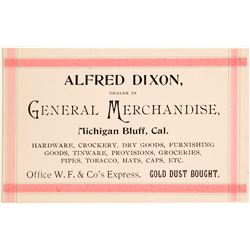 ALFRED DIXON,
DEALER IN
GENERAL MERCHANDISE,
Michigan Bluff, Cal.
HARDWARE, CROCKERY, DRY GOODS, FURNISHING
GOODS, TINWARE, PROVISIONS, GROCERIES,
PIPES, TOBACCO, HATS, CAPS, ETC.
Office W. F. & Co's Express. GOLD DUST BOUGHT.